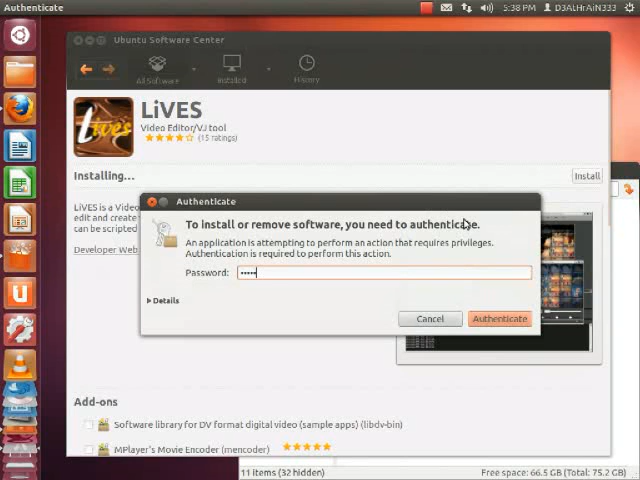 Authenticate
5:38 PM
D3ALHrAiN333
Ubuntu Software Center
All Software
Installed
History
LiVES
Video Editor/VJ tool
(15 ratings)
Installing...
Install
LiVES is a Video
edit and create
can be scripted
Developer Web
Authenticate
To install or remove software, you need to authenticate.
An application is attempting to perform an action that requires privileges.
Authentication is required to perform this action.
Password: •••••
Details
Cancel
Authenticate
Add-ons
Software library for DV format digital video (sample apps) (libdv-bin)
MPlayer's Movie Encoder (mencoder)
11 items (32 hidden)
Free space: 66.5 GB (Total: 75.2 GB)